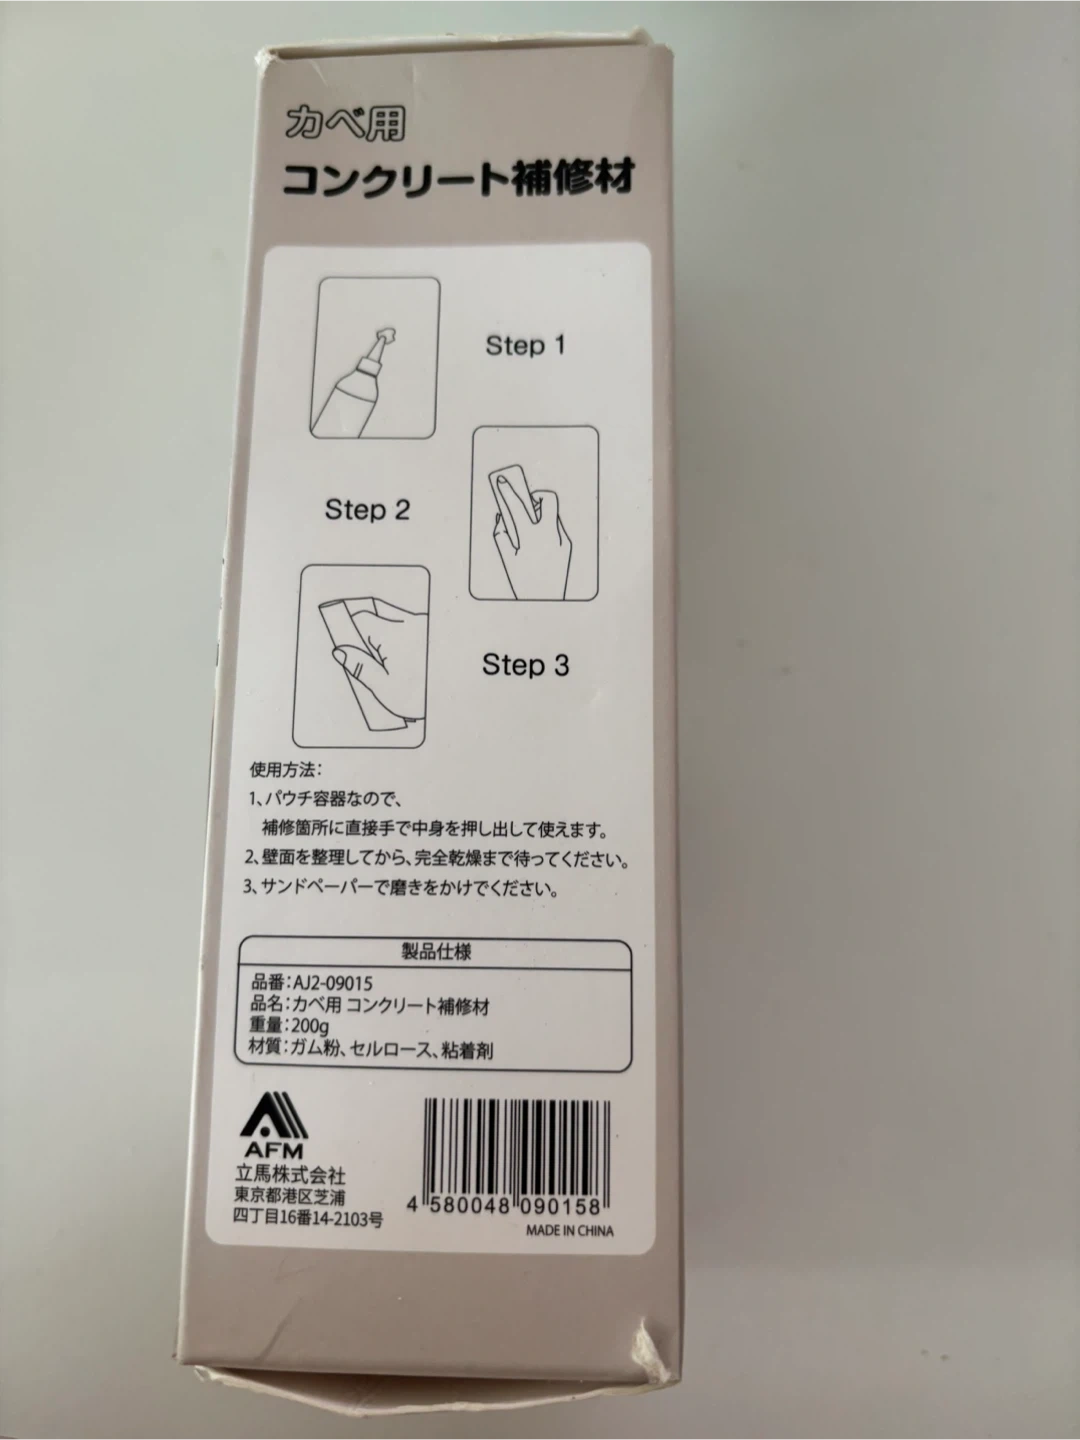 カベ用
コンクリート補修材
Step 1
Step 2
Step 3
使用方法：
1、パウチ容器なので、
補修箇所に直接手で中身を押し出して使えます。
2、壁面を整理してから、完全乾燥まで待ってください。
3、サンドペーパーで磨きをかけでください。
製品仕様
品番：AJ2-09015
品名：カベ用 コンクリート補修材
重量：200g
材質：ガム粉、セルロース、粘着剤
AFM
立馬株式会社
東京都港区芝浦
四丁目16番14-2103号
4 580048 090158
MADE IN CHINA